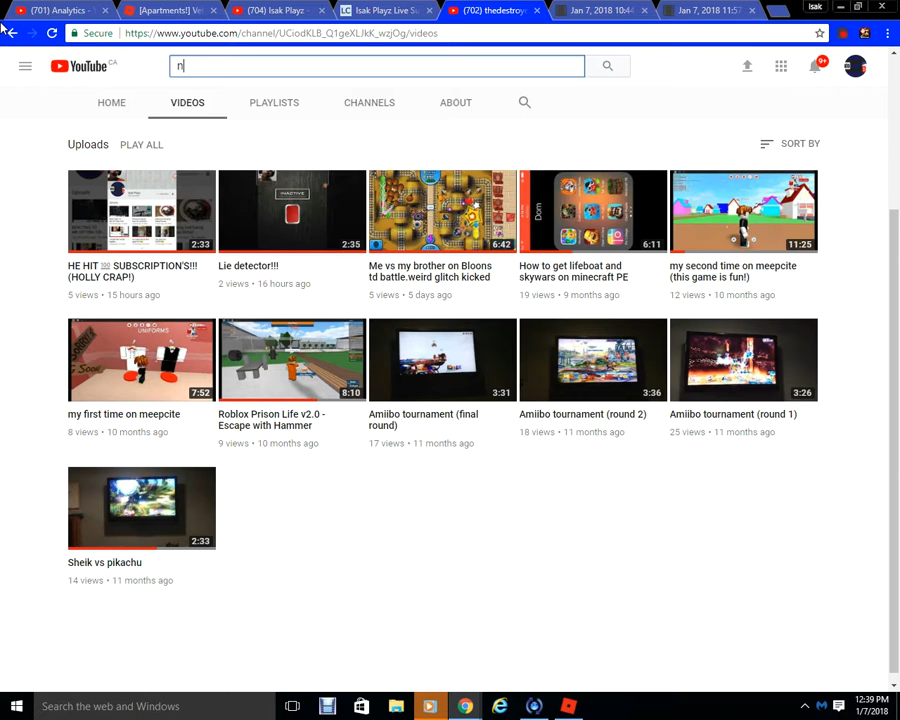 (701) Analytics -
[Apartments!]
(704) Isak Playz -
Isak Playz Live Su
(702) thedestroye
Jan 7, 2018 10:44
Jan 7, 2018 11:57
Isak
Secure
https://www.youtube.com/channel/UCiodKLB_Q1geXLJkK_wzjOg/videos
YouTube CA
n
9+
HOME
VIDEOS
PLAYLISTS
CHANNELS
ABOUT
Uploads
PLAY ALL
SORT BY
2:33
INACTIVE
2:35
6:42
Dom
6:11
11:25
HE HIT 💯 SUBSCRIPTION'S!!!
(HOLLY CRAP!)
5 views • 15 hours ago
Lie detector!!!
2 views • 16 hours ago
Me vs my brother on Bloons
td battle.weird glitch kicked
5 views • 5 days ago
How to get lifeboat and
skywars on minecraft PE
19 views • 9 months ago
my second time on meepcite
(this game is fun!)
12 views • 10 months ago
UNIFORMS
7:52
8:10
3:31
3:36
3:26
my first time on meepcite
8 views • 10 months ago
Roblox Prison Life v2.0 -
Escape with Hammer
9 views • 10 months ago
Amiibo tournament (final
round)
17 views • 11 months ago
Amiibo tournament (round 2)
18 views • 11 months ago
Amiibo tournament (round 1)
25 views • 11 months ago
2:33
Sheik vs pikachu
14 views • 11 months ago
Search the web and Windows
12:39 PM
1/7/2018